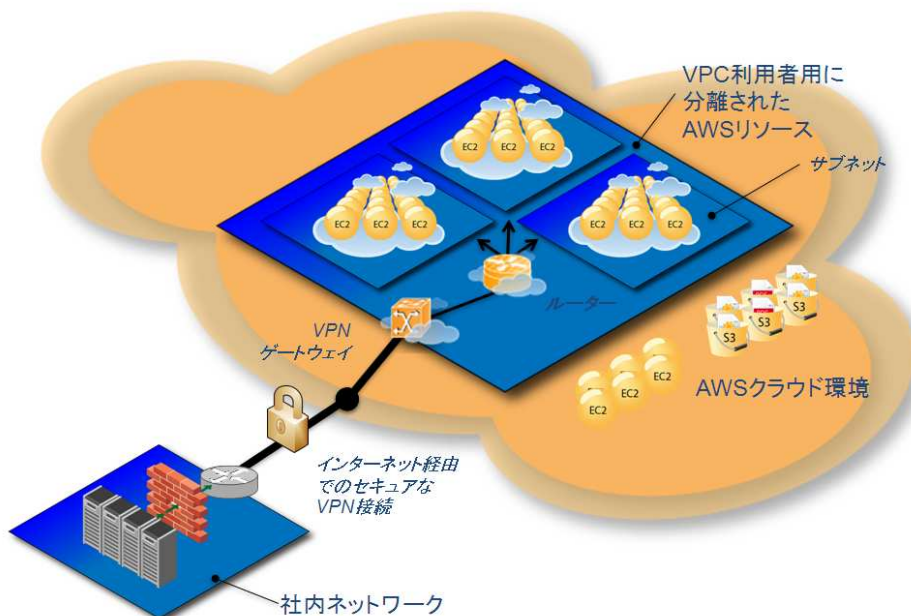 VPC利用者用に
分離された
AWSリソース
サブネット
EC2 EC2 EC2
EC2 EC2 EC2
EC2 EC2 EC2
ルーター
VPN
ゲートウェイ
S3 S3 S3
EC2 EC2 EC2
AWSクラウド環境
インターネット経由
でのセキュアな
VPN接続
社内ネットワーク